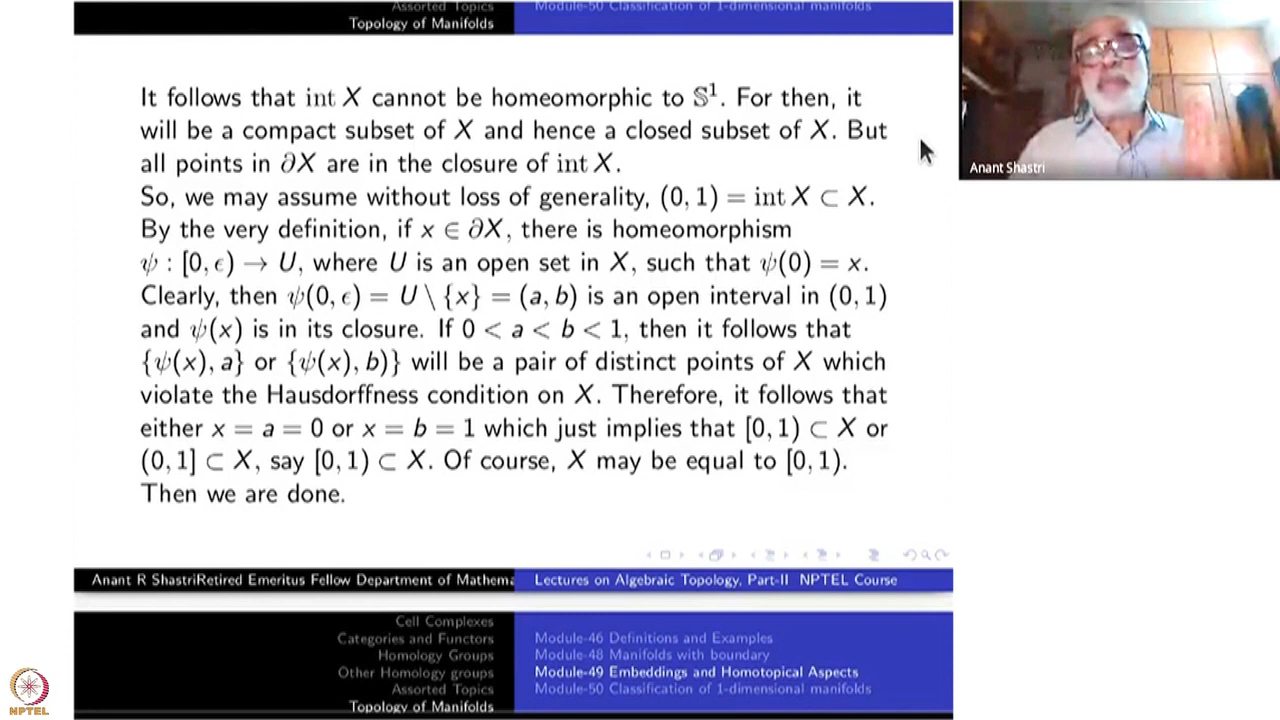 Assorted Topics
Module-50 Classification of 1-dimensional manifolds
Topology of Manifolds
It follows that int X cannot be homeomorphic to 𝕊¹. For then, it
will be a compact subset of X and hence a closed subset of X. But
all points in ∂X are in the closure of int X.
So, we may assume without loss of generality, (0, 1) = int X ⊂ X.
By the very definition, if x ∈ ∂X, there is homeomorphism
ψ : [0, ϵ) → U, where U is an open set in X, such that ψ(0) = x.
Clearly, then ψ(0, ϵ) = U \ {x} = (a, b) is an open interval in (0, 1)
and ψ(x) is in its closure. If 0 < a < b < 1, then it follows that
{ψ(x), a} or {ψ(x), b)} will be a pair of distinct points of X which
violate the Hausdorffness condition on X. Therefore, it follows that
either x = a = 0 or x = b = 1 which just implies that [0, 1) ⊂ X or
(0, 1] ⊂ X, say [0, 1) ⊂ X. Of course, X may be equal to [0, 1).
Then we are done.
Anant R ShastriRetired Emeritus Fellow Department of Mathema
Lectures on Algebraic Topology, Part-II NPTEL Course
Cell Complexes
Categories and Functors
Homology Groups
Other Homology groups
Assorted Topics
Topology of Manifolds
Module-46 Definitions and Examples
Module-48 Manifolds with boundary
Module-49 Embeddings and Homotopical Aspects
Module-50 Classification of 1-dimensional manifolds
Anant Shastri
NPTEL